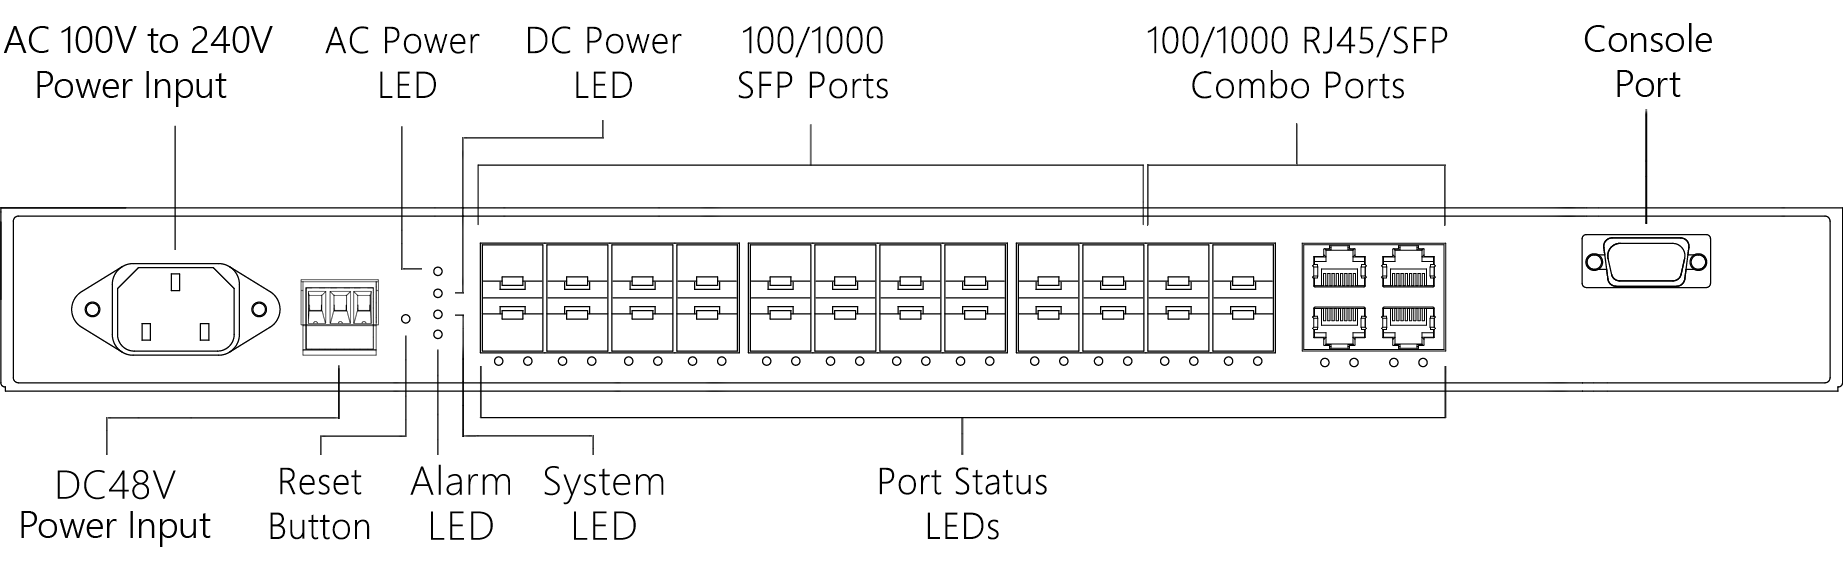 AC 100V to 240V
Power Input
AC Power
LED
DC Power
LED
100/1000
SFP Ports
100/1000 RJ45/SFP
Combo Ports
Console
Port
DC48V
Power Input
Reset
Button
Alarm
LED
System
LED
Port Status
LEDs